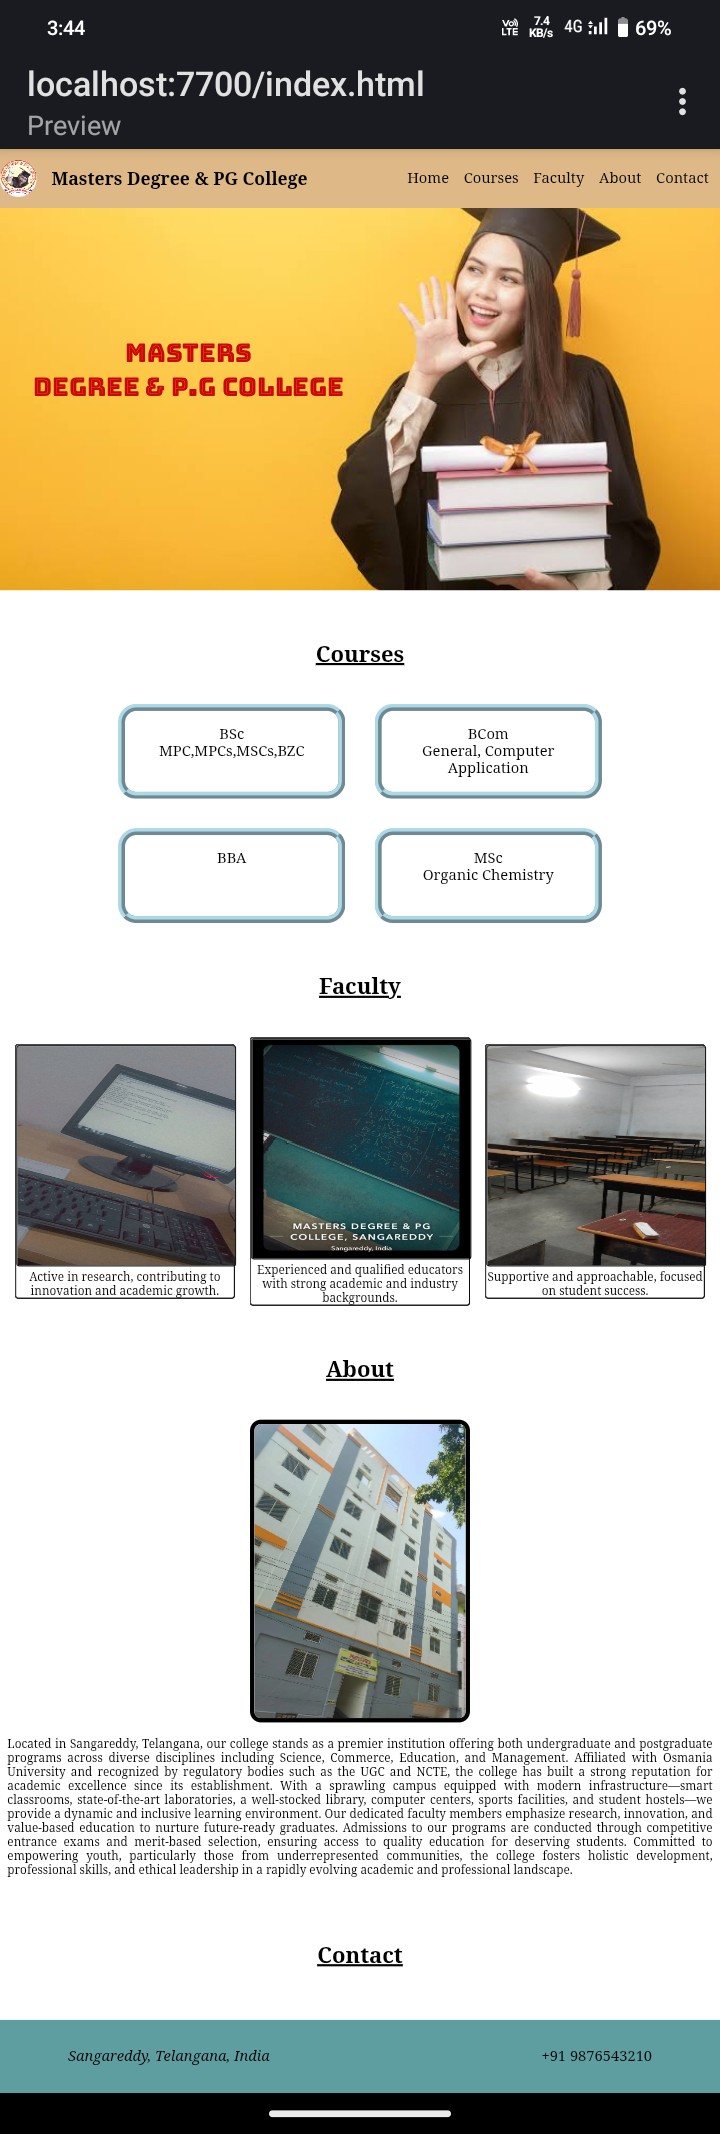 3:44
Vo) LTE
7.4 KB/s
4G
69%
localhost:7700/index.html
Preview
Masters Degree & PG College
Home Courses Faculty About Contact
MASTERS
DEGREE & P.G COLLEGE
Courses
BSc
MPC,MPCs,MSCs,BZC
BCom
General, Computer
Application
BBA
MSc
Organic Chemistry
Faculty
MASTERS DEGREE & PG
COLLEGE, SANGAREDDY
Sangareddy, India
Active in research, contributing to
innovation and academic growth.
Experienced and qualified educators
with strong academic and industry
backgrounds.
Supportive and approachable, focused
on student success.
About
Located in Sangareddy, Telangana, our college stands as a premier institution offering both undergraduate and postgraduate
programs across diverse disciplines including Science, Commerce, Education, and Management. Affiliated with Osmania
University and recognized by regulatory bodies such as the UGC and NCTE, the college has built a strong reputation for
academic excellence since its establishment. With a sprawling campus equipped with modern infrastructure—smart
classrooms, state-of-the-art laboratories, a well-stocked library, computer centers, sports facilities, and student hostels—we
provide a dynamic and inclusive learning environment. Our dedicated faculty members emphasize research, innovation, and
value-based education to nurture future-ready graduates. Admissions to our programs are conducted through competitive
entrance exams and merit-based selection, ensuring access to quality education for deserving students. Committed to
empowering youth, particularly those from underrepresented communities, the college fosters holistic development,
professional skills, and ethical leadership in a rapidly evolving academic and professional landscape.
Contact
Sangareddy, Telangana, India
+91 9876543210